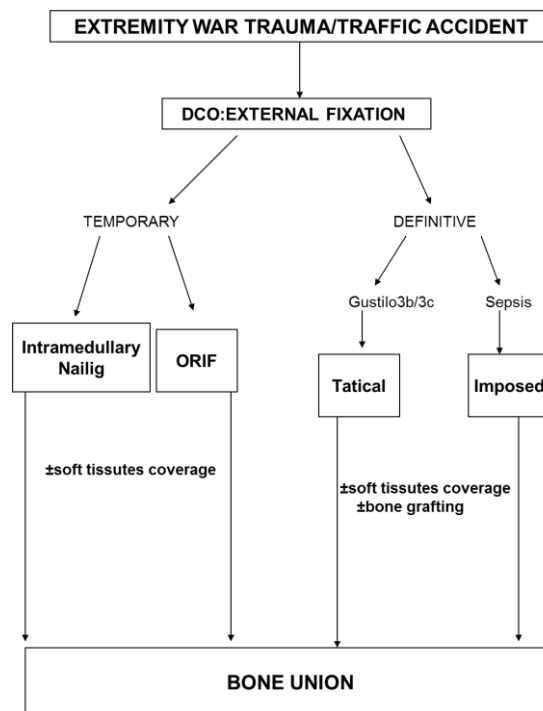 EXTREMITY WAR TRAUMA/TRAFFIC ACCIDENT
DCO:EXTERNAL FIXATION
TEMPORARY
DEFINITIVE
Gustilo3b/3c
Sepsis
Intramedullary
Nailig
ORIF
Tatical
Imposed
±soft tissutes coverage
±soft tissutes coverage
±bone grafting
BONE UNION